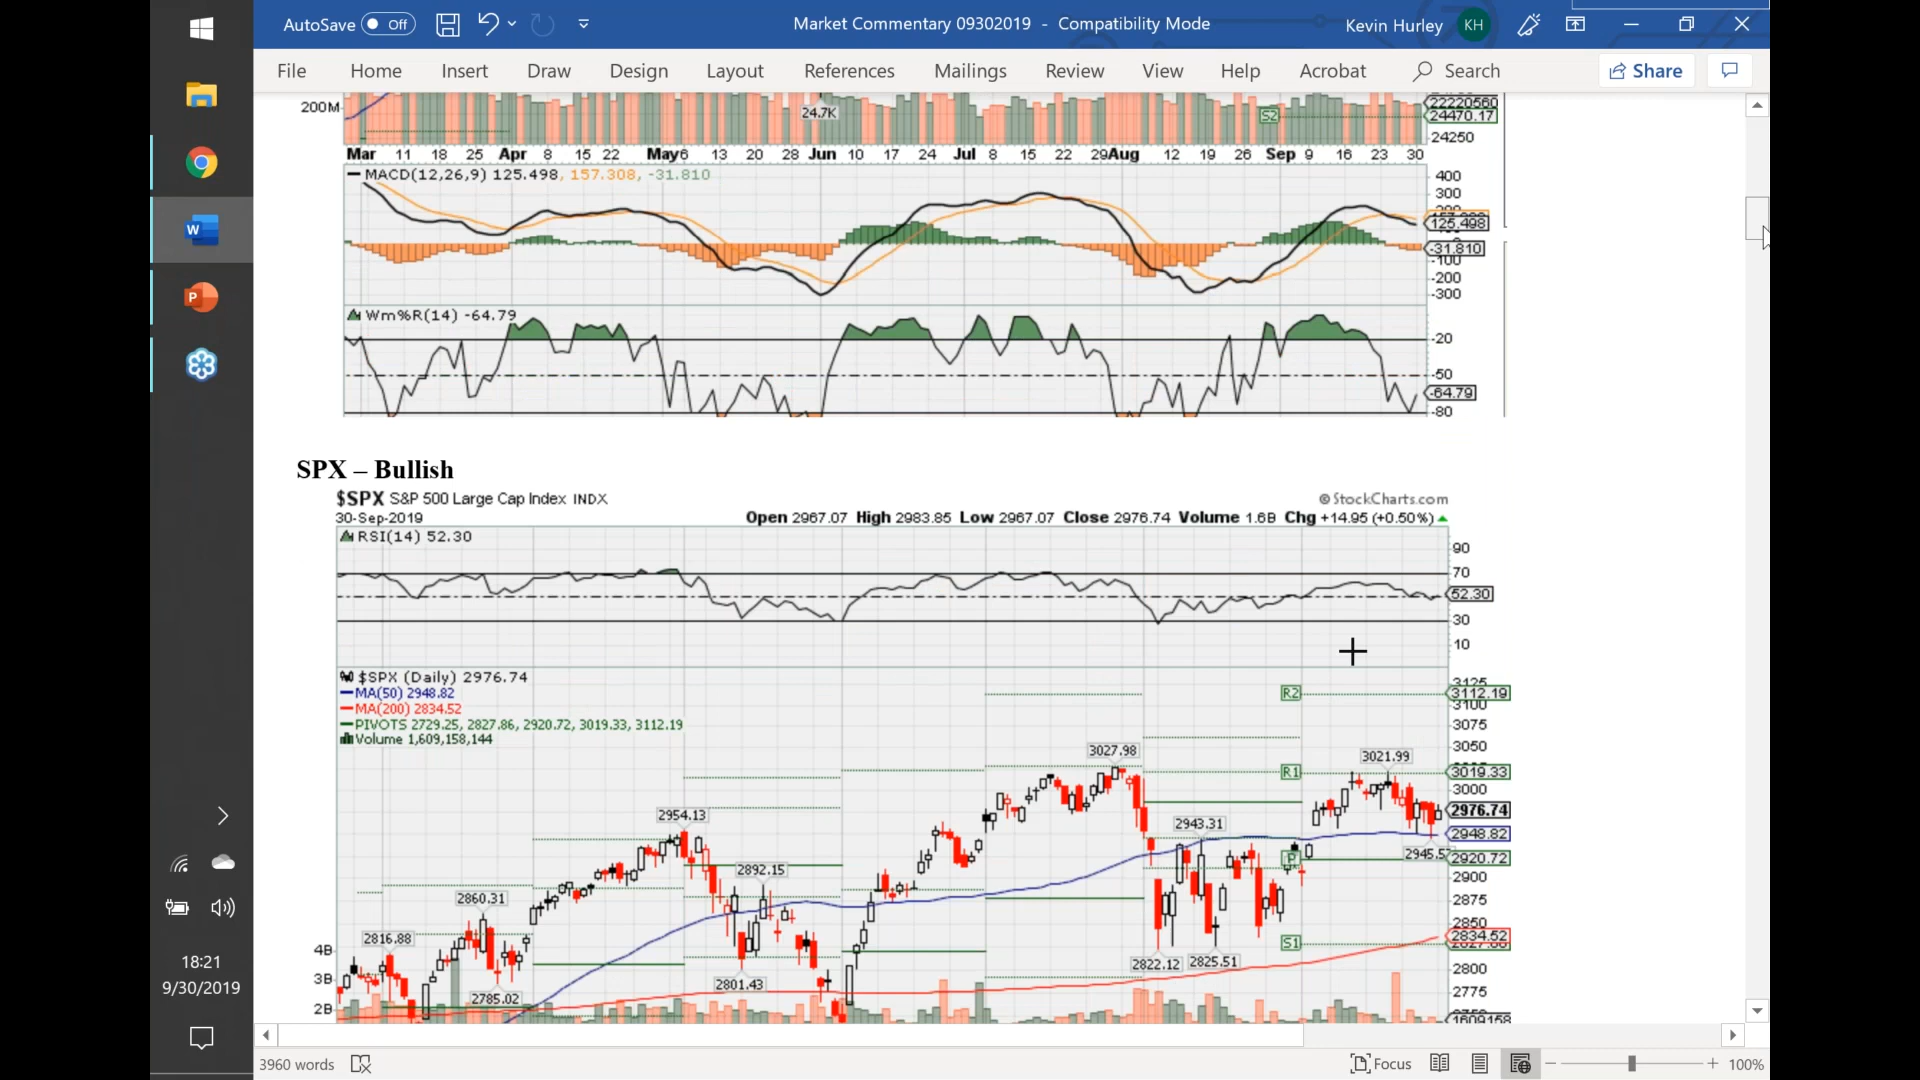 AutoSave Off Market Commentary 09302019 - Compatibility Mode Kevin Hurley KH
File Home Insert Draw Design Layout References Mailings Review View Help Acrobat Search Share
200M 24.7K S2 22220560
24470.17
24250
Mar 11 18 25 Apr 8 15 22 May6 13 20 28 Jun 10 17 24 Jul 8 15 22 29Aug 12 19 26 Sep 9 16 23 30
MACD(12,26,9) 125.498, 157.308, -31.810
400
300
125.498
-31.810
-100
-200
-300
Wm%R(14) -64.79
-20
-50
-64.79
-80
SPX – Bullish
$SPX S&P 500 Large Cap Index INDX © StockCharts.com
30-Sep-2019 Open 2967.07 High 2983.85 Low 2967.07 Close 2976.74 Volume 1.6B Chg +14.95 (+0.50%)
RSI(14) 52.30
90
70
52.30
30
10
$SPX (Daily) 2976.74
MA(50) 2948.82
MA(200) 2834.52
PIVOTS 2729.25, 2827.86, 2920.72, 3019.33, 3112.19
Volume 1,609,158,144
3125
R2 3112.19
3100
3075
3050
3027.98 3021.99
R1 3019.33
3000
2976.74
2954.13 2943.31
2948.82
P 2945.5
2920.72
2892.15
2900
2860.31
2875
2850
2816.88
S1 2834.52
4B
2822.12 2825.51
2800
3B
2801.43
2785.02
2775
2B
1609158
18:21
9/30/2019
3960 words Focus 100%